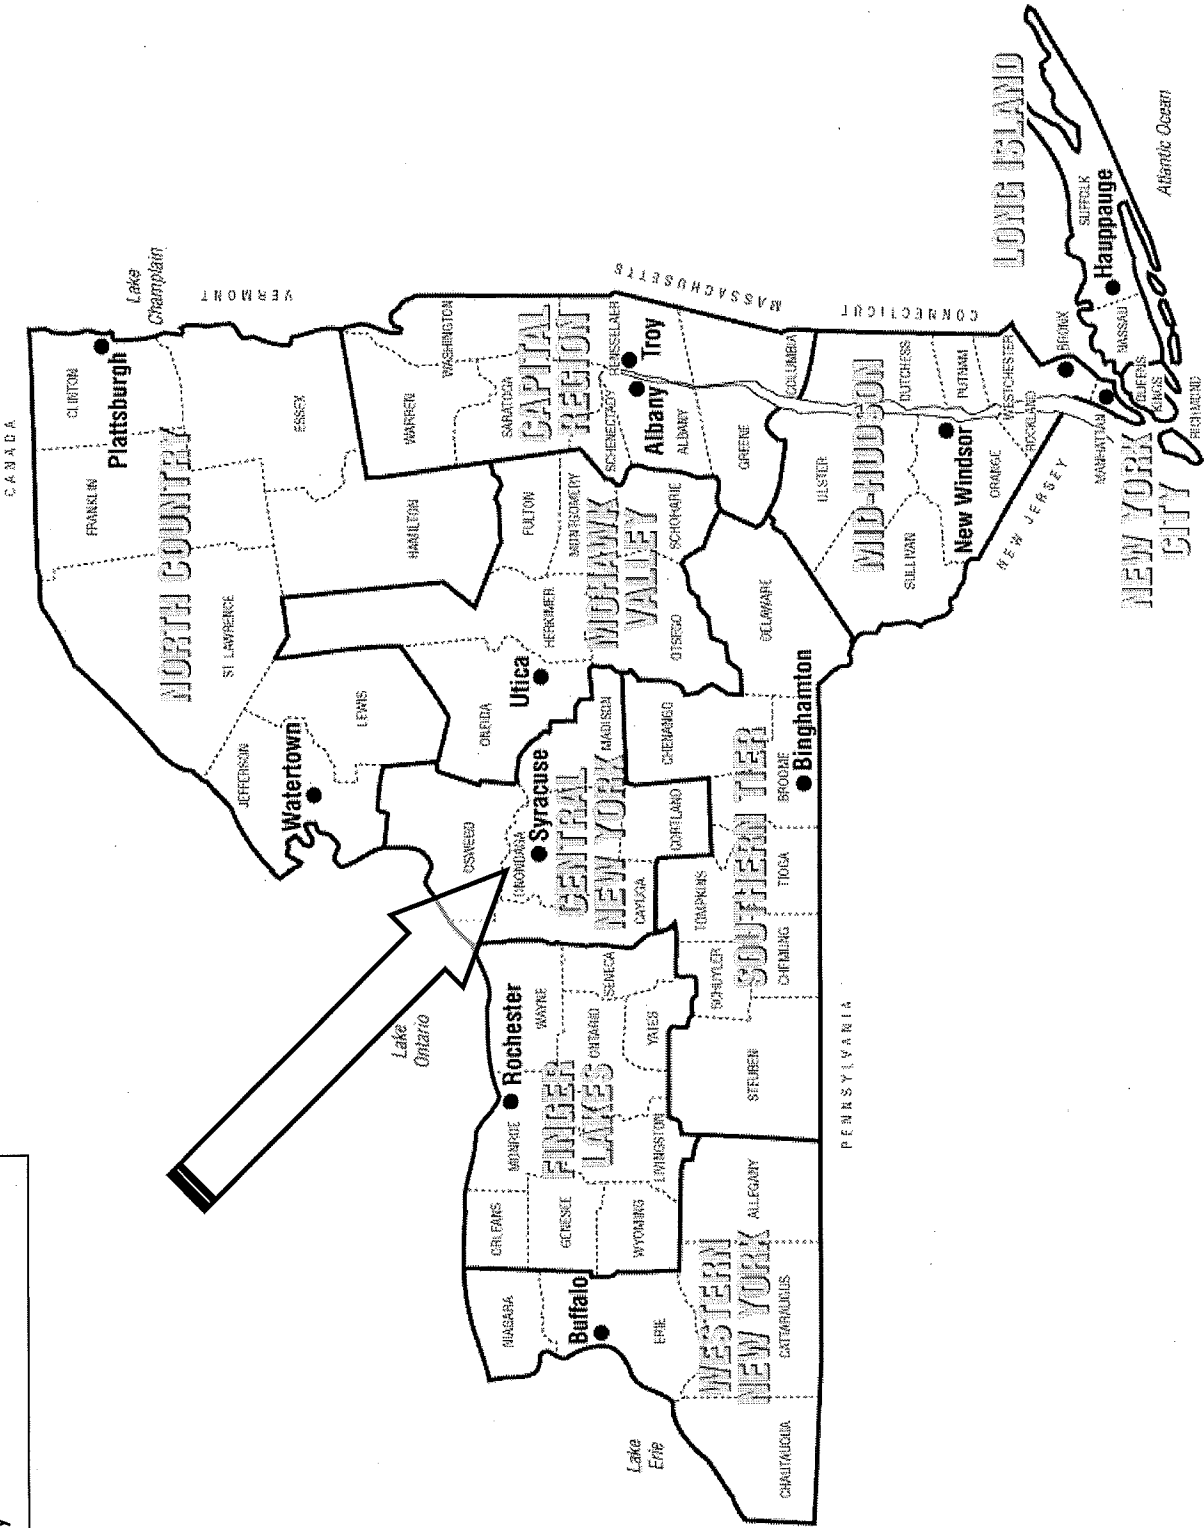 CANADA
Lake
Champlain
VERMONT
MASSACHUSETTS
CONNECTICUT
NEW JERSEY
PENNSYLVANIA
Lake
Ontario
Lake
Erie
Atlantic Ocean
NORTH COUNTRY
CLINTON
Plattsburgh
FRANKLIN
ESSEX
ST LAWRENCE
HAMILTON
JEFFERSON
Watertown
LEWIS
CAPITAL
REGION
WASHINGTON
WARREN
SARATOGA
SCHENECTADY
RENSSELAER
Troy
Albany
ALBANY
GREENE
COLUMBIA
MOHAWK
VALLEY
FULTON
MONTGOMERY
SCHOHARIE
HERKIMER
OTSEGO
ONEIDA
Utica
CENTRAL
NEW YORK
OSWEGO
ONONDAGA
Syracuse
MADISON
CORTLAND
CAYUGA
SOUTHERN TIER
DELAWARE
CHENANGO
BROOME
Binghamton
TIOGA
TOMPKINS
CHEMUNG
SCHUYLER
STEUBEN
FINGER
LAKES
WAYNE
SENECA
ONTARIO
YATES
Rochester
MONROE
LIVINGSTON
ORLEANS
GENESEE
WYOMING
WESTERN
NEW YORK
NIAGARA
Buffalo
ERIE
ALLEGANY
CATTARAUGUS
CHAUTAUQUA
MID-HUDSON
DUTCHESS
ULSTER
SULLIVAN
New Windsor
ORANGE
PUTNAM
WESTCHESTER
ROCKLAND
NEW YORK
CITY
BRONX
MANHATTAN
QUEENS
KINGS
RICHMOND
LONG ISLAND
SUFFOLK
Hauppauge
NASSAU